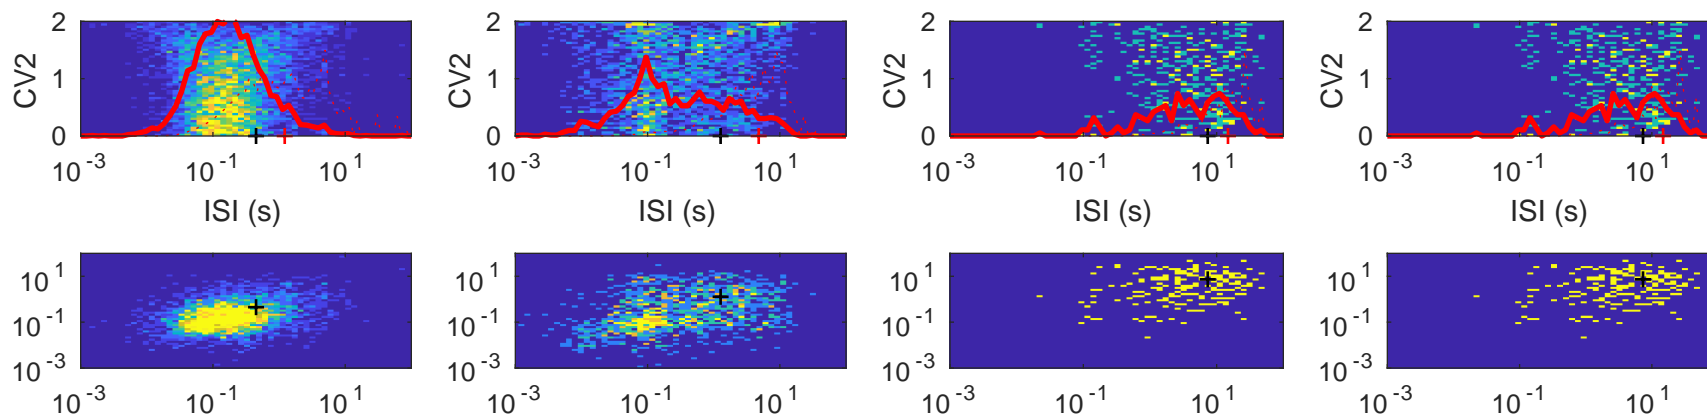 2 2 2 2
CV2 1 CV2 1 CV2 1 CV2 1
0 0 0 0
10 -3 10 -1 10 1 10 -3 10 -1 10 1 10 -3 10 -1 10 1 10 -3 10 -1 10 1
ISI (s) ISI (s) ISI (s) ISI (s)
10 1 10 1 10 1 10 1
10 -1 10 -1 10 -1 10 -1
10 -3 10 -3 10 -3 10 -3
10 -3 10 -1 10 1 10 -3 10 -1 10 1 10 -3 10 -1 10 1 10 -3 10 -1 10 1